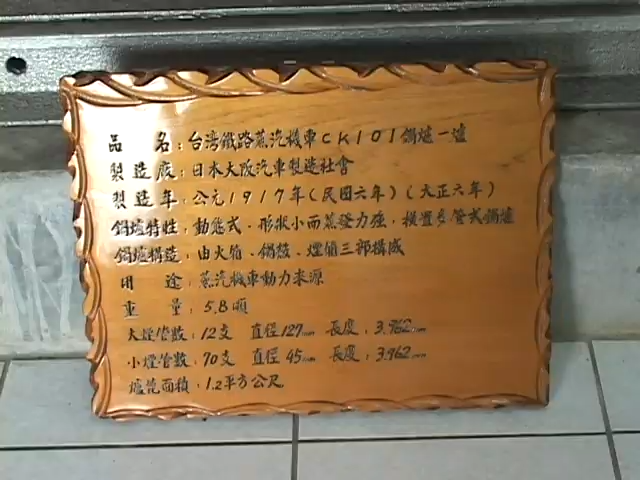 品名：台灣鐵路蒸汽機車CK101鍋爐一堆
製造廠：日本大阪汽車製造社會
製造年：公元1917年(民國六年)(大正六年)
鍋爐特性：動態式、形狀小而蒸發力強，橫置多管式鍋爐
鍋爐構造：由火箱、鍋殼、煙箱三部構成
用途：蒸汽機車動力來源
重量：5.8噸
大煙管數：12支 直徑127mm 長度：3.962mm
小煙管數：70支 直徑45mm 長度：3.962mm
爐篦面積：1.2平方公尺